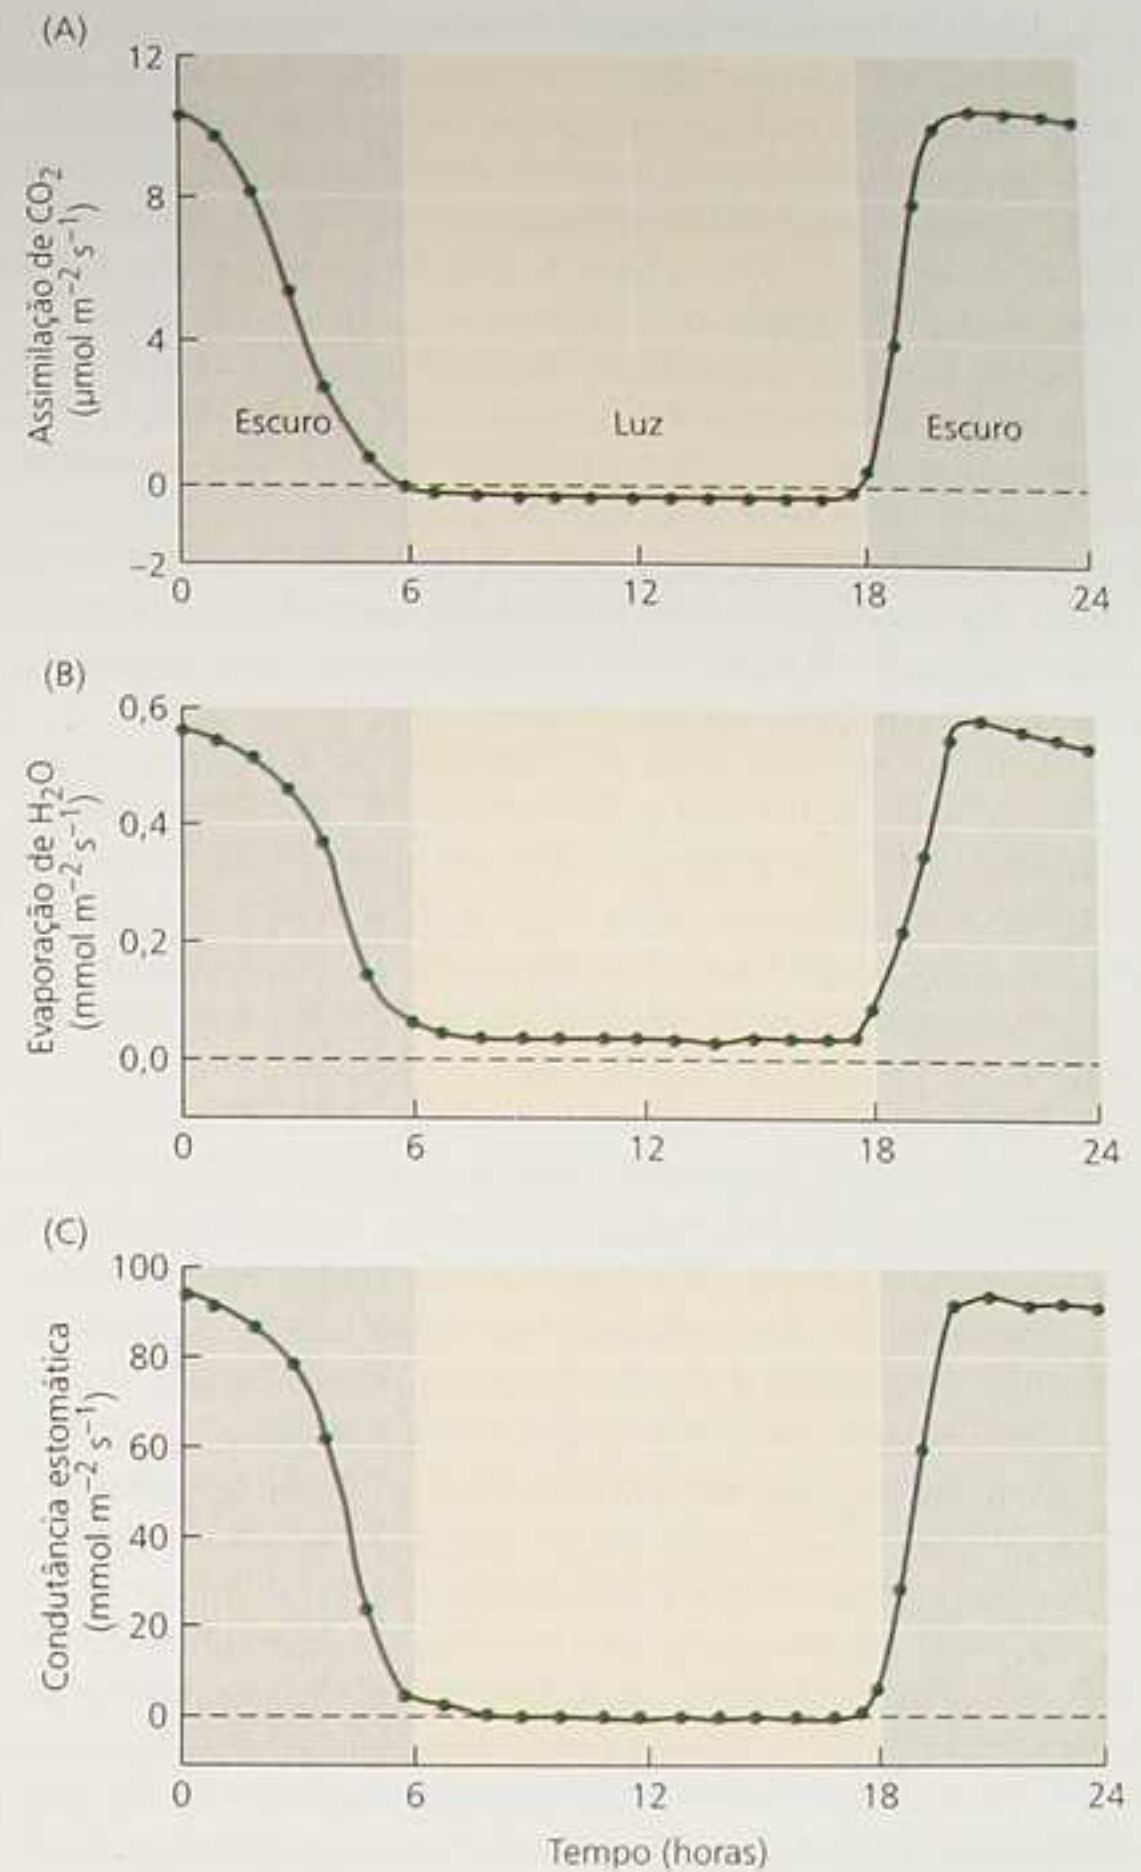 (A)
Assimilação de CO₂
(µmol m⁻² s⁻¹)
12
8
4
0
−2
Escuro
Luz
Escuro
0 6 12 18 24
(B)
Evaporação de H₂O
(mmol m⁻² s⁻¹)
0,6
0,4
0,2
0,0
0 6 12 18 24
(C)
Condutância estomática
(mmol m⁻² s⁻¹)
100
80
60
40
20
0
0 6 12 18 24
Tempo (horas)